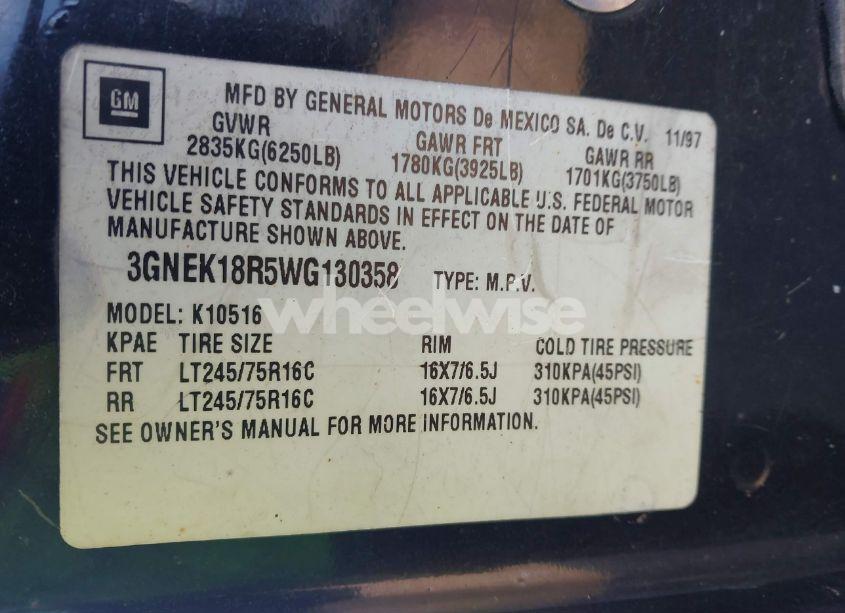 GM
MFD BY GENERAL MOTORS De MEXICO SA. De C.V. 11/97
GVWR GAWR FRT GAWR RR
2835KG(6250LB) 1780KG(3925LB) 1701KG(3750LB)
THIS VEHICLE CONFORMS TO ALL APPLICABLE U.S. FEDERAL MOTOR
VEHICLE SAFETY STANDARDS IN EFFECT ON THE DATE OF
MANUFACTURE SHOWN ABOVE.
3GNEK18R5WG130358 TYPE: M.P.V.
wheelwise
MODEL: K10516
KPAE TIRE SIZE RIM COLD TIRE PRESSURE
FRT LT245/75R16C 16X7/6.5J 310KPA(45PSI)
RR LT245/75R16C 16X7/6.5J 310KPA(45PSI)
SEE OWNER'S MANUAL FOR MORE INFORMATION.